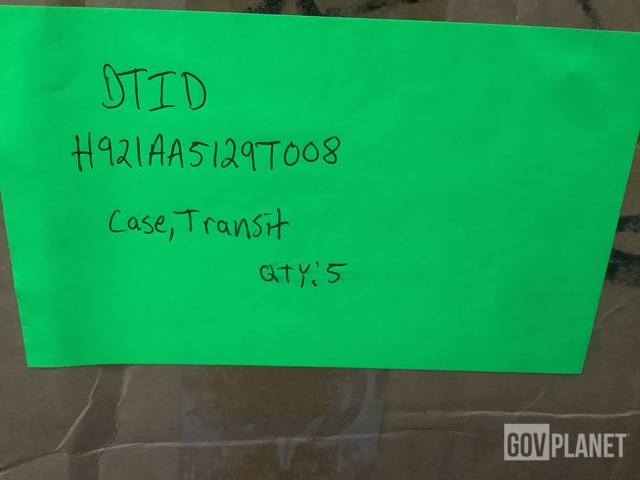 DTID
H921AA5129T008
Case, Transit
QTY: 5
GOVPLANET